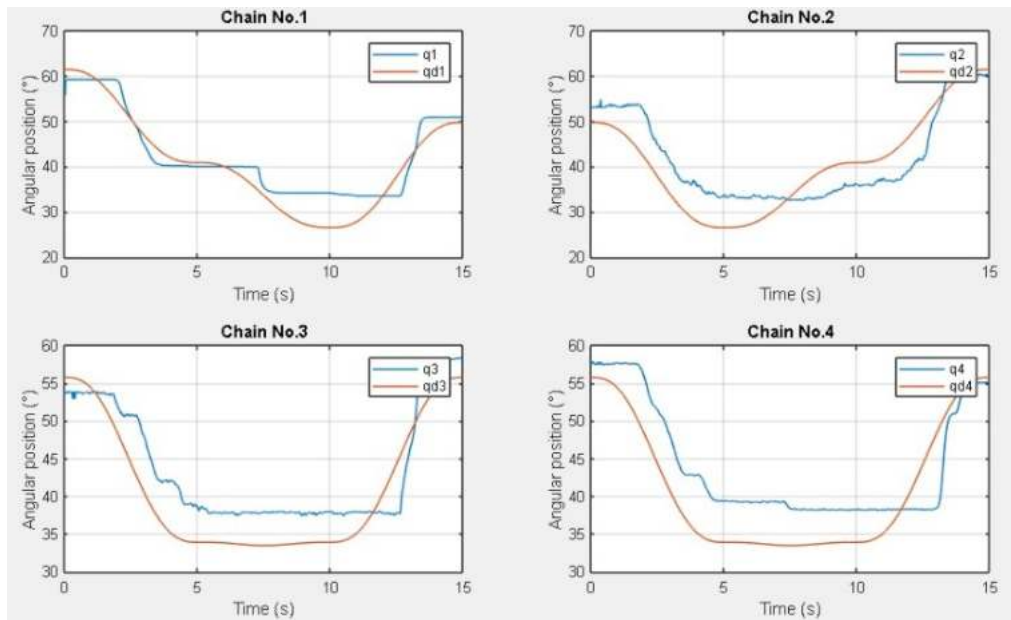 Chain No.1
70
60
50
40
30
20
Angular position (°)
0
5
10
15
Time (s)
q1
qd1
Chain No.2
70
60
50
40
30
20
Angular position (°)
0
5
10
15
Time (s)
q2
qd2
Chain No.3
60
55
50
45
40
35
30
Angular position (°)
0
5
10
15
Time (s)
q3
qd3
Chain No.4
60
55
50
45
40
35
30
Angular position (°)
0
5
10
15
Time (s)
q4
qd4